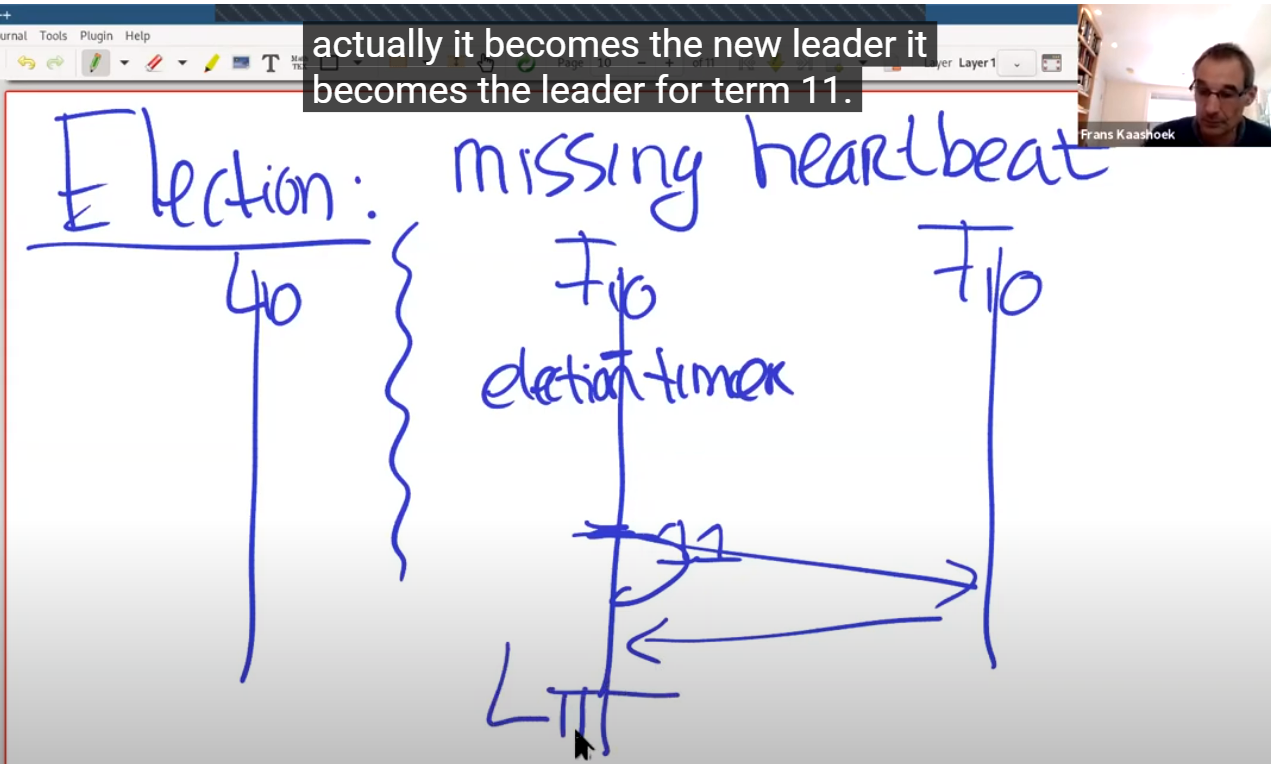 urnal Tools Plugin Help
actually it becomes the new leader it
becomes the leader for term 11.
Page 10 of 11
Layer Layer 1
Frans Kaashoek
Election: missing heartbeat
L10 F10 F10
election timer
11
L11